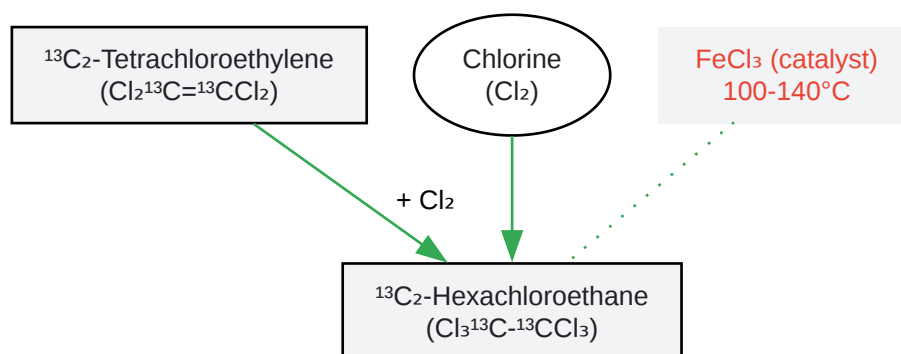 ¹³C₂-Tetrachloroethylene
(Cl₂¹³C=¹³CCl₂)
Chlorine
(Cl₂)
FeCl₃ (catalyst)
100-140°C
+ Cl₂
¹³C₂-Hexachloroethane
(Cl₃¹³C-¹³CCl₃)